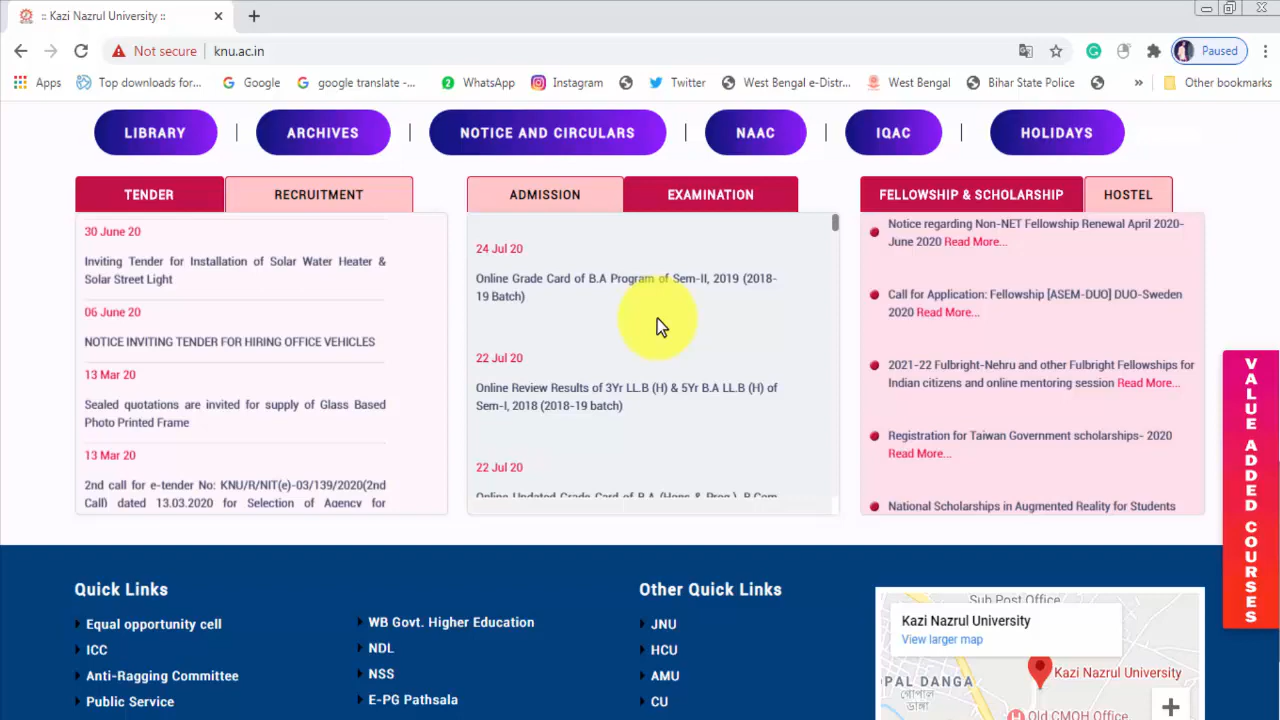 :: Kazi Nazrul University ::
Not secure
knu.ac.in
Paused
Apps
Top downloads for...
Google
google translate -...
WhatsApp
Instagram
Twitter
West Bengal e-Distr...
West Bengal
Bihar State Police
»
Other bookmarks
LIBRARY | ARCHIVES | NOTICE AND CIRCULARS | NAAC | IQAC | HOLIDAYS
TENDER
RECRUITMENT
30 June 20
Inviting Tender for Installation of Solar Water Heater &
Solar Street Light
06 June 20
NOTICE INVITING TENDER FOR HIRING OFFICE VEHICLES
13 Mar 20
Sealed quotations are invited for supply of Glass Based
Photo Printed Frame
13 Mar 20
2nd call for e-tender No: KNU/R/NIT(e)-03/139/2020(2nd
Call) dated 13.03.2020 for Selection of Agency for
ADMISSION
EXAMINATION
24 Jul 20
Online Grade Card of B.A Program of Sem-II, 2019 (2018-
19 Batch)
22 Jul 20
Online Review Results of 3Yr LL.B (H) & 5Yr B.A LL.B (H) of
Sem-I, 2018 (2018-19 batch)
22 Jul 20
Online Updated Grade Card of B.A (Hons & Prog.), B.Com
FELLOWSHIP & SCHOLARSHIP
HOSTEL
Notice regarding Non-NET Fellowship Renewal April 2020-
June 2020 Read More...
Call for Application: Fellowship [ASEM-DUO] DUO-Sweden
2020 Read More...
2021-22 Fulbright-Nehru and other Fulbright Fellowships for
Indian citizens and online mentoring session Read More...
Registration for Taiwan Government scholarships- 2020
Read More...
National Scholarships in Augmented Reality for Students
VALUE ADDED COURSES
Quick Links
Equal opportunity cell
ICC
Anti-Ragging Committee
Public Service
WB Govt. Higher Education
NDL
NSS
E-PG Pathsala
Other Quick Links
JNU
HCU
AMU
CU
Sub Post Office
Kazi Nazrul University
View larger map
Kazi Nazrul University
PAL DANGA
গোপাল
ডাঙ্গা
Old CMOH Office
+